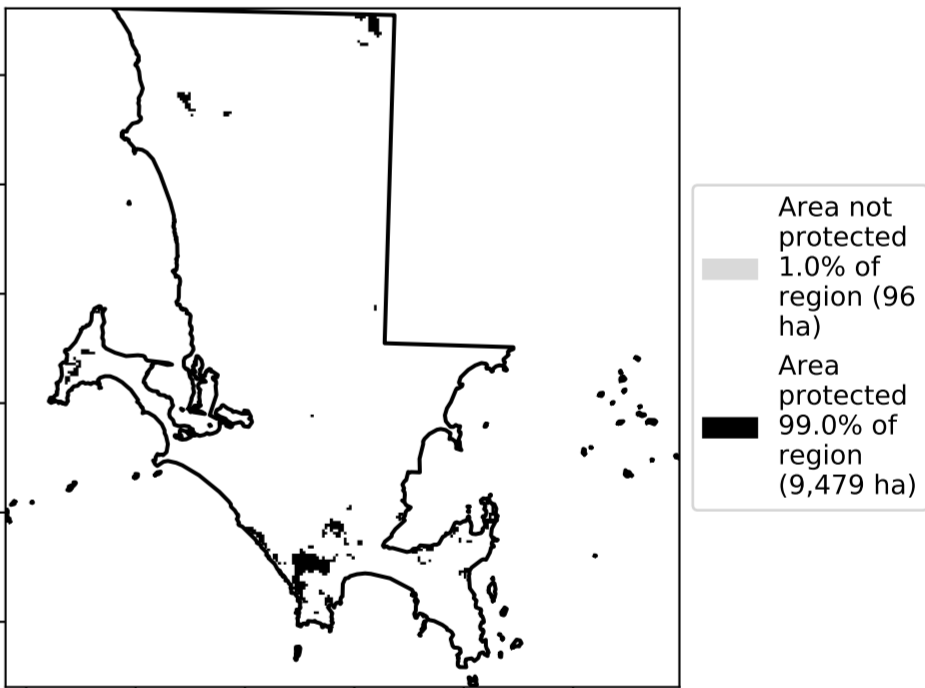 Area not
protected
1.0% of
region (96
ha)
Area
protected
99.0% of
region
(9,479 ha)